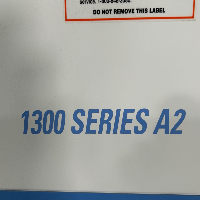 DO NOT REMOVE THIS LABEL
1300 SERIES A2